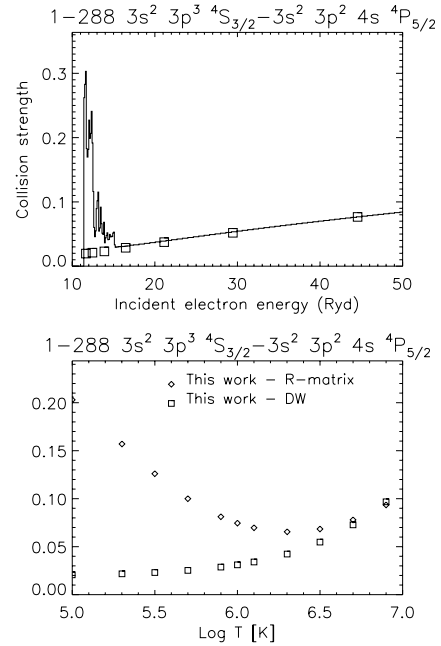 1−288 3s² 3p³ ⁴S₃/₂−3s² 3p² 4s ⁴P₅/₂
Collision strength
0.3
0.2
0.1
0.0
10 20 30 40 50
Incident electron energy (Ryd)
1−288 3s² 3p³ ⁴S₃/₂−3s² 3p² 4s ⁴P₅/₂
This work − R−matrix
This work − DW
0.20
0.15
0.10
0.05
0.00
5.0 5.5 6.0 6.5 7.0
Log T [K]